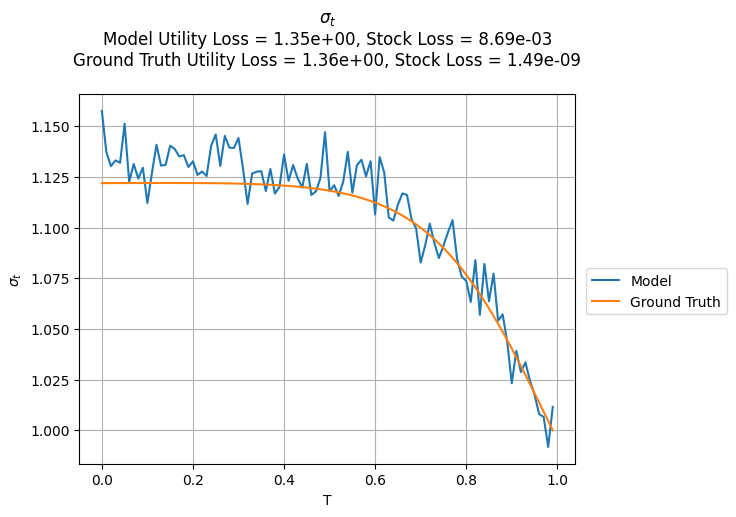 σ_t
Model Utility Loss = 1.35e+00, Stock Loss = 8.69e-03
Ground Truth Utility Loss = 1.36e+00, Stock Loss = 1.49e-09
1.150
1.125
1.100
1.075
1.050
1.025
1.000
σ_t
0.0 0.2 0.4 0.6 0.8 1.0
T
Model
Ground Truth